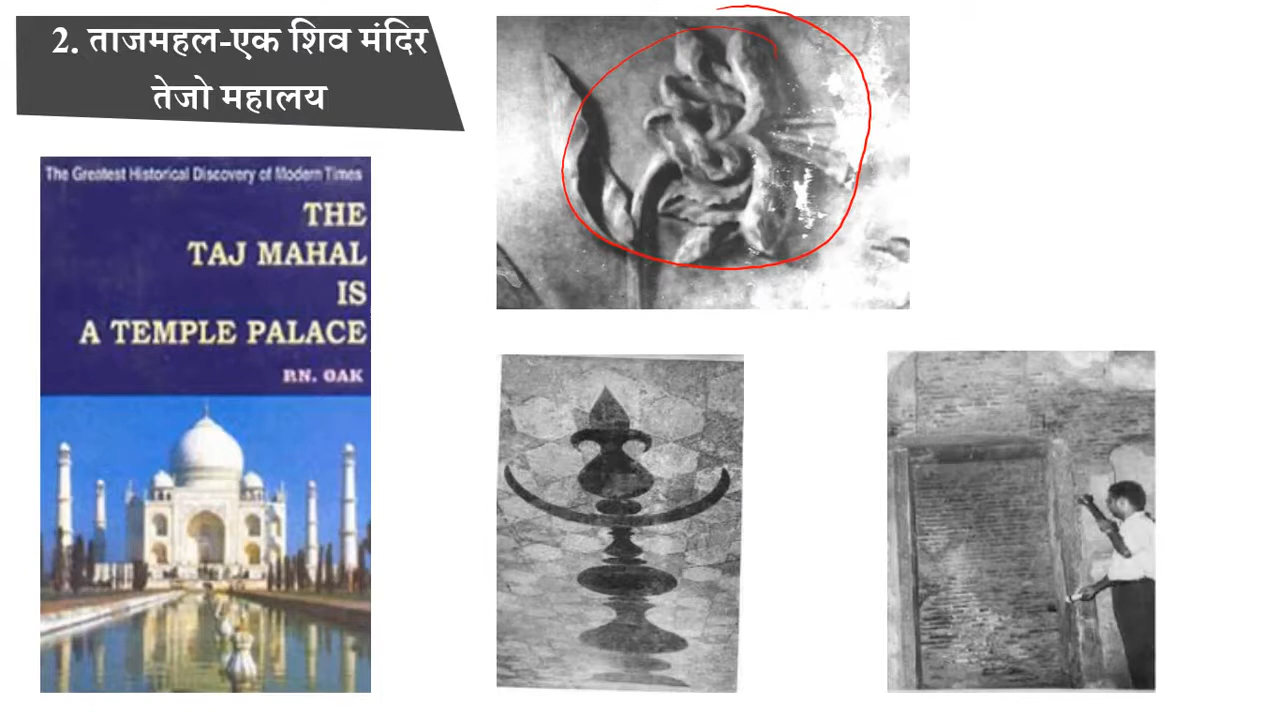 2. ताजमहल-एक शिव मंदिर
तेजो महालय
The Greatest Historical Discovery of Modern Times
THE
TAJ MAHAL
IS
A TEMPLE PALACE
P.N. OAK